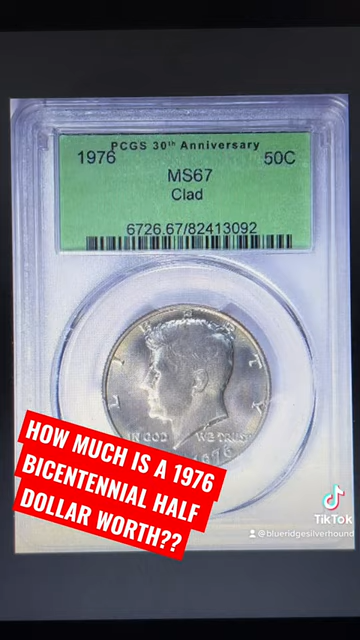 PCGS 30th Anniversary
1976 50C
MS67
Clad
6726.67/82413092
LIBERTY
IN GOD WE TRUST
1976
HOW MUCH IS A 1976
BICENTENNIAL HALF
DOLLAR WORTH??
TikTok
@blueridgesilverhound